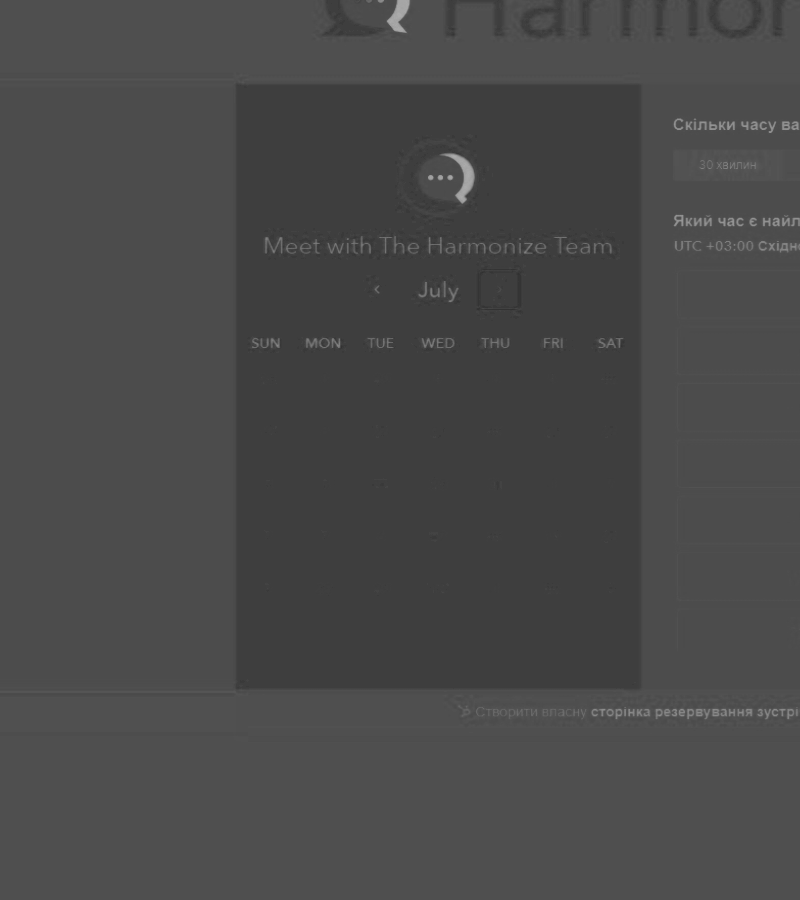 Harmon
Meet with The Harmonize Team
July
SUN MON TUE WED THU FRI SAT
Скільки часу ва
30 хвилин
Який час є найл
UTC +03:00 Східн
Створити власну сторінка резервування зустрі